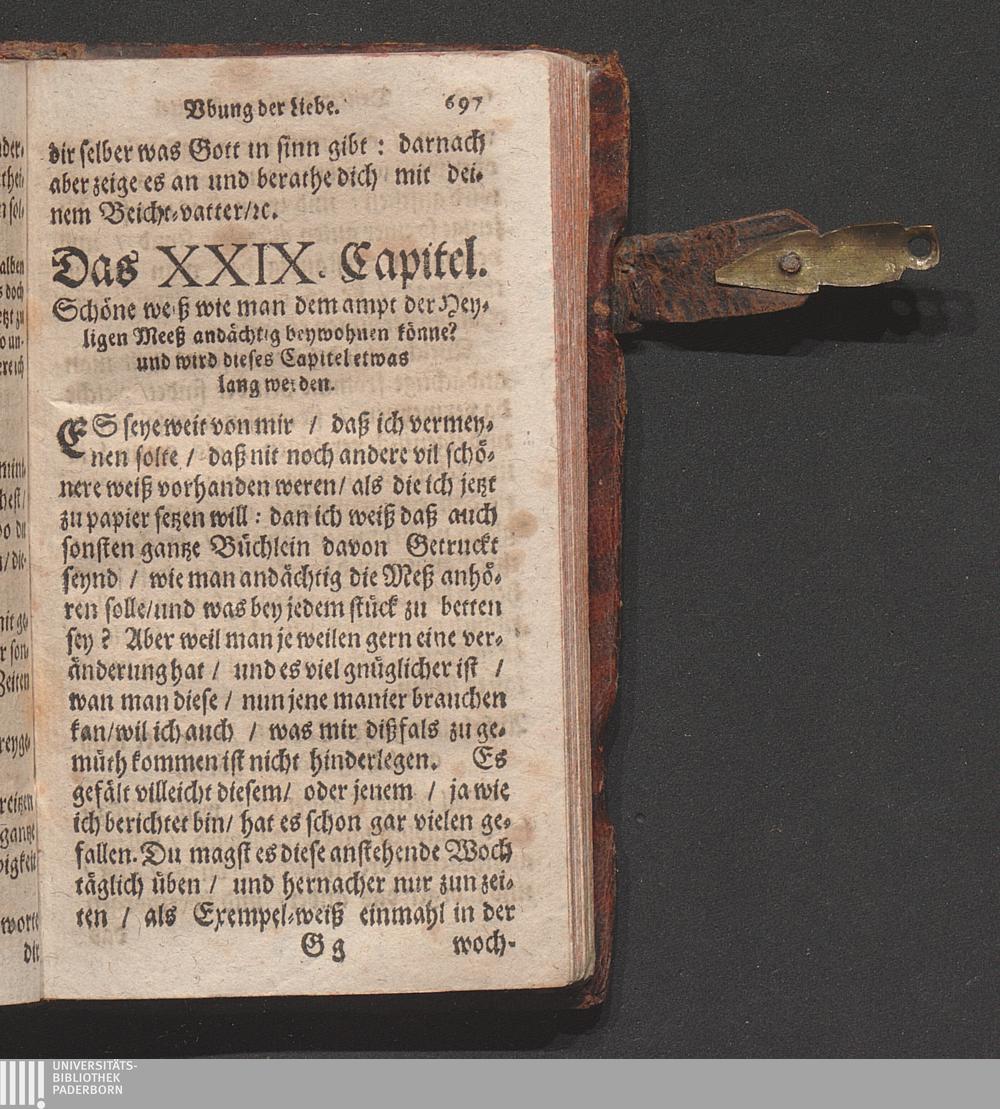 Vbung der Liebe. 697
dir selber was Gott in sinn gibt : darnach
aber zeige es an und berathe dich mit dei⸗
nem Beicht⸗vatter/ꝛc.
Das XXIX. Capitel.
Schöne weiß wie man dem ampt der Hey⸗
ligen Meeß andächtig beywohnen könne?
und wird dieses Capitel etwas
lang werden.
ES seye weit von mir / daß ich vermey⸗
nen solte / daß nit noch andere vil schö⸗
nere weiß vorhanden weren/ als die ich jetzt
zu papier setzen will : dan ich weiß daß auch
sonsten gantze Büchlein davon Getruckt
seynd / wie man andächtig die Meß anhö⸗
ren solle/und was bey jedem stück zu betten
sey ? Aber weil man je weilen gern eine ver⸗
änderung hat / und es viel gnüglicher ist /
wan man diese / nun jene manier brauchen
kan/wil ich auch / was mir dißfals zu ge⸗
müth kommen ist nicht hinderlegen. Es
gefält villeicht diesem/ oder jenem / ja wie
ich berichtet bin/ hat es schon gar vielen ge⸗
fallen. Du magst es diese anstehende Woch
täglich üben / und hernacher nur zun zei⸗
ten / als Exempel⸗weiß einmahl in der
Gg woch-
UNIVERSITÄTS-
BIBLIOTHEK
PADERBORN